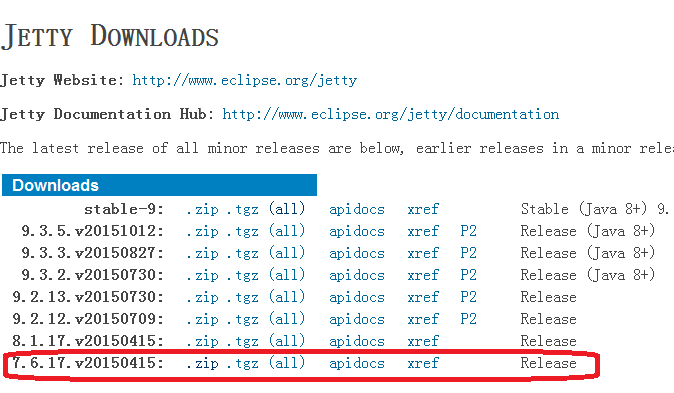 Jetty Downloads
Jetty Website: http://www.eclipse.org/jetty
Jetty Documentation Hub: http://www.eclipse.org/jetty/documentation
The latest release of all minor releases are below, earlier releases in a minor rele
Downloads
stable-9: .zip .tgz (all) apidocs xref Stable (Java 8+) 9.
9.3.5.v20151012: .zip .tgz (all) apidocs xref P2 Release (Java 8+)
9.3.3.v20150827: .zip .tgz (all) apidocs xref P2 Release (Java 8+)
9.3.2.v20150730: .zip .tgz (all) apidocs xref P2 Release (Java 8+)
9.2.13.v20150730: .zip .tgz (all) apidocs xref P2 Release
9.2.12.v20150709: .zip .tgz (all) apidocs xref P2 Release
8.1.17.v20150415: .zip .tgz (all) apidocs xref Release
7.6.17.v20150415: .zip .tgz (all) apidocs xref Release